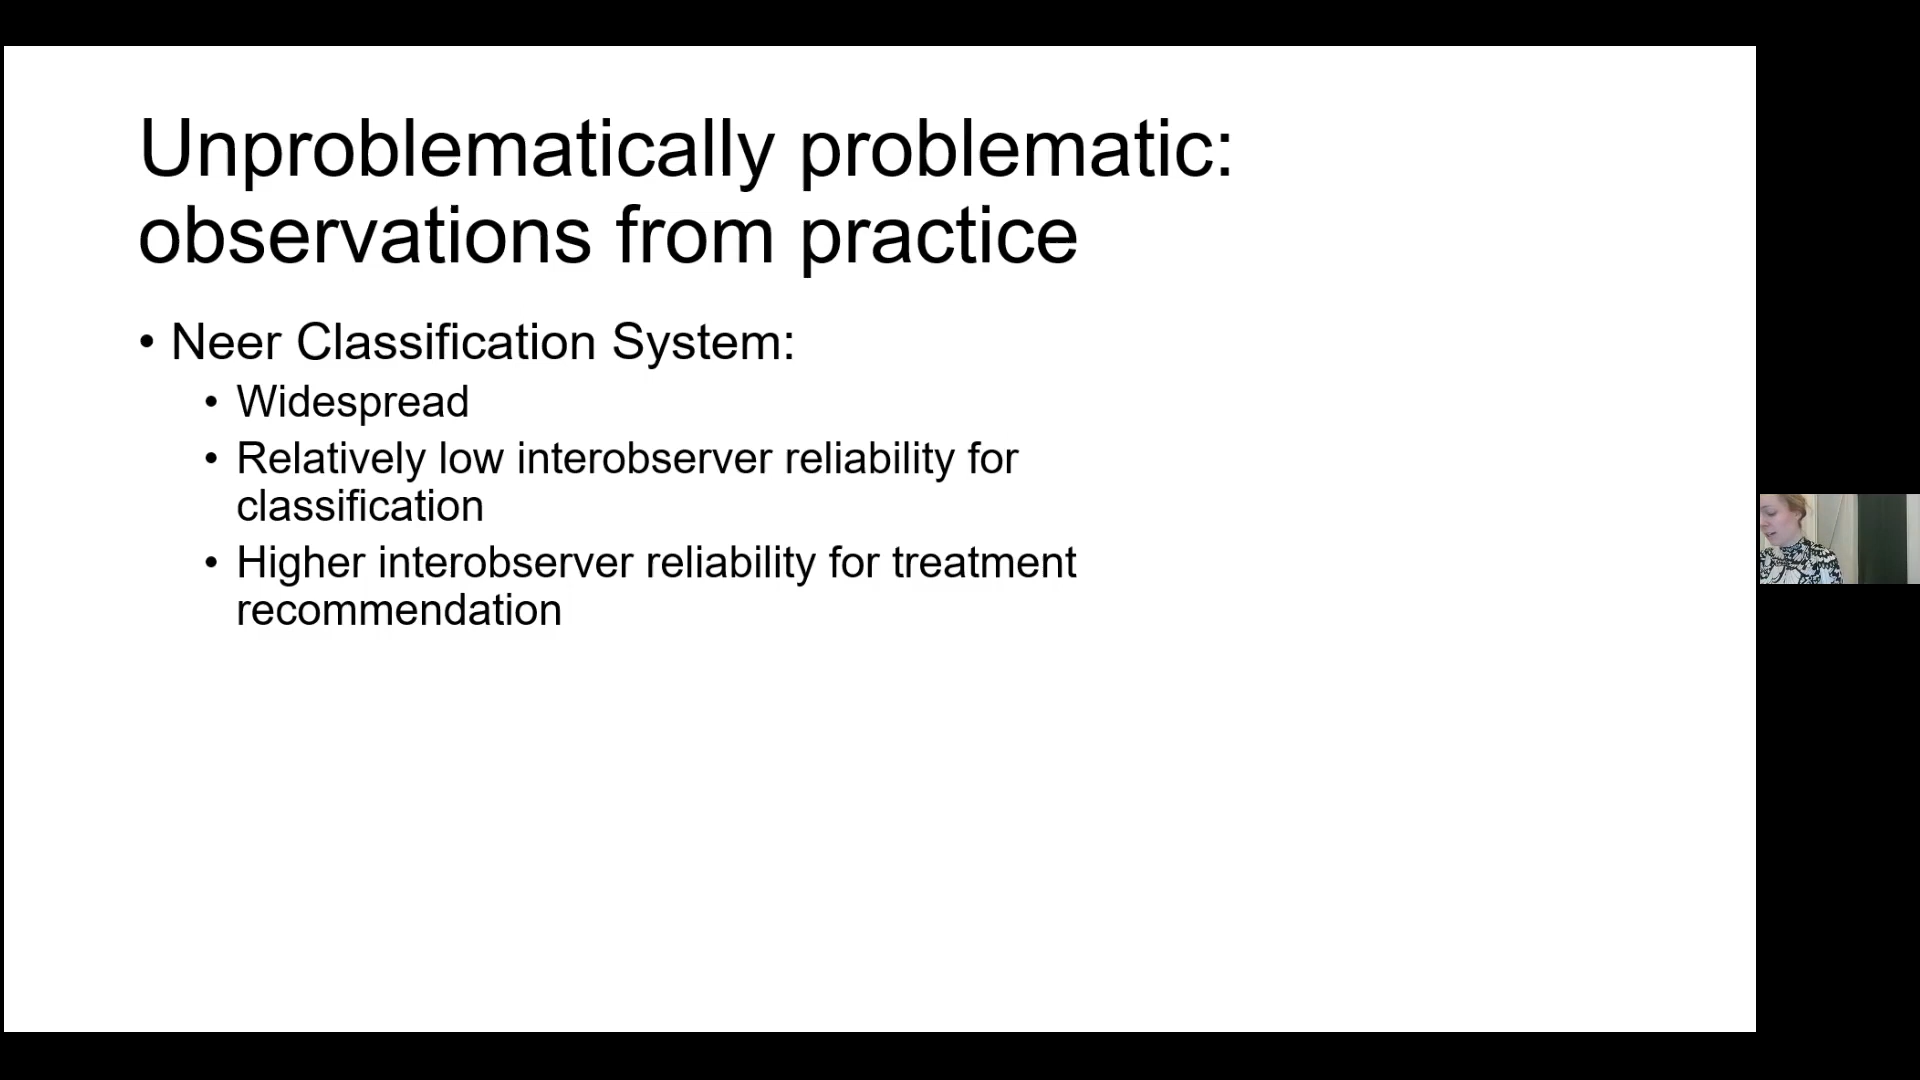 Unproblematically problematic:
observations from practice
• Neer Classification System:
• Widespread
• Relatively low interobserver reliability for
classification
• Higher interobserver reliability for treatment
recommendation